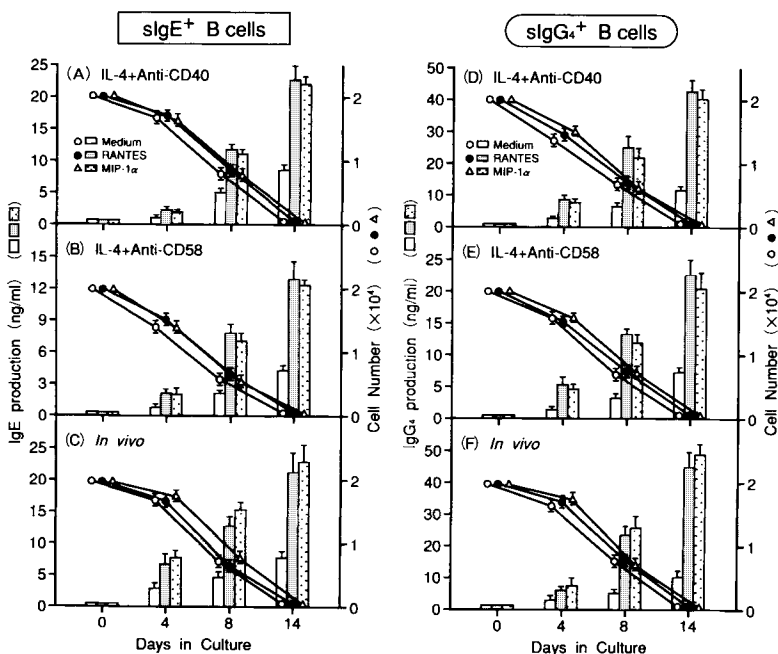 sIgE+ B cells
sIgG4+ B cells
(A) IL-4+Anti-CD40
Medium
RANTES
MIP-1α
25
20
15
10
5
0
2
1
0
(B) IL-4+Anti-CD58
15
12
9
6
3
0
2
1
0
(C) In vivo
25
20
15
10
5
0
2
1
0
0 4 8 14
Days in Culture
IgE production (ng/ml)
Cell Number (×10⁴)
(D) IL-4+Anti-CD40
Medium
RANTES
MIP-1α
50
40
30
20
10
0
2
1
0
(E) IL-4+Anti-CD58
25
20
15
10
5
0
2
1
0
(F) In vivo
50
40
30
20
10
0
2
1
0
0 4 8 14
Days in Culture
IgG4 production (ng/ml)
Cell Number (×10⁴)